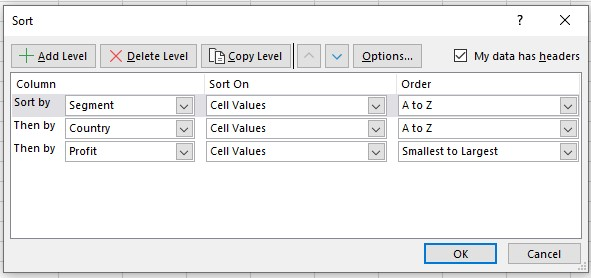 Sort ? ×
Add Level Delete Level Copy Level Options... My data has headers
Column Sort On Order
Sort by Segment Cell Values A to Z
Then by Country Cell Values A to Z
Then by Profit Cell Values Smallest to Largest
OK Cancel